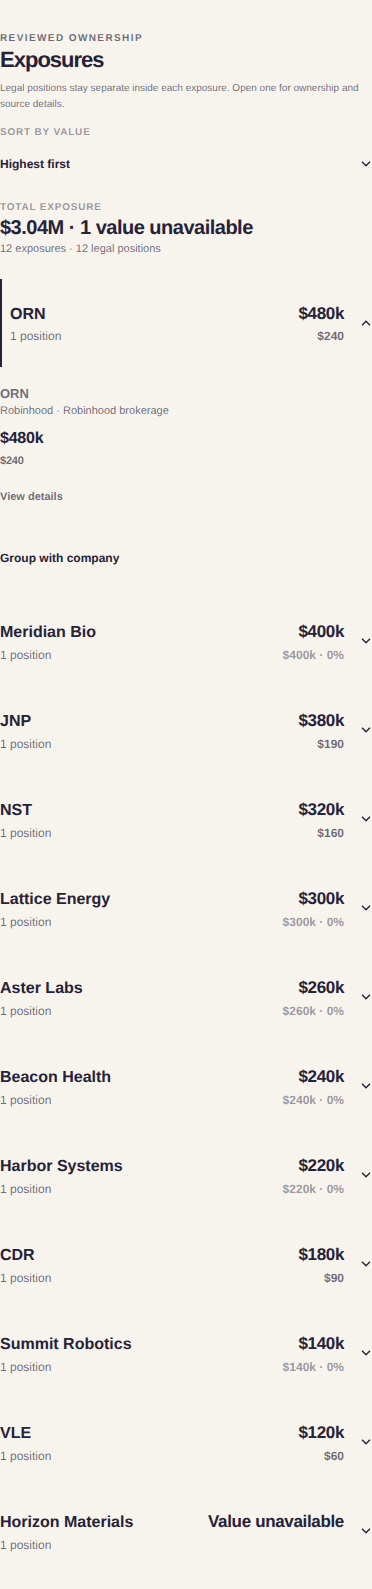 REVIEWED OWNERSHIP
Exposures
Legal positions stay separate inside each exposure. Open one for ownership and
source details.
SORT BY VALUE
Highest first
TOTAL EXPOSURE
$3.04M · 1 value unavailable
12 exposures · 12 legal positions
ORN $480k
1 position $240
ORN
Robinhood · Robinhood brokerage
$480k
$240
View details
Group with company
Meridian Bio $400k
1 position $400k · 0%
JNP $380k
1 position $190
NST $320k
1 position $160
Lattice Energy $300k
1 position $300k · 0%
Aster Labs $260k
1 position $260k · 0%
Beacon Health $240k
1 position $240k · 0%
Harbor Systems $220k
1 position $220k · 0%
CDR $180k
1 position $90
Summit Robotics $140k
1 position $140k · 0%
VLE $120k
1 position $60
Horizon Materials Value unavailable
1 position